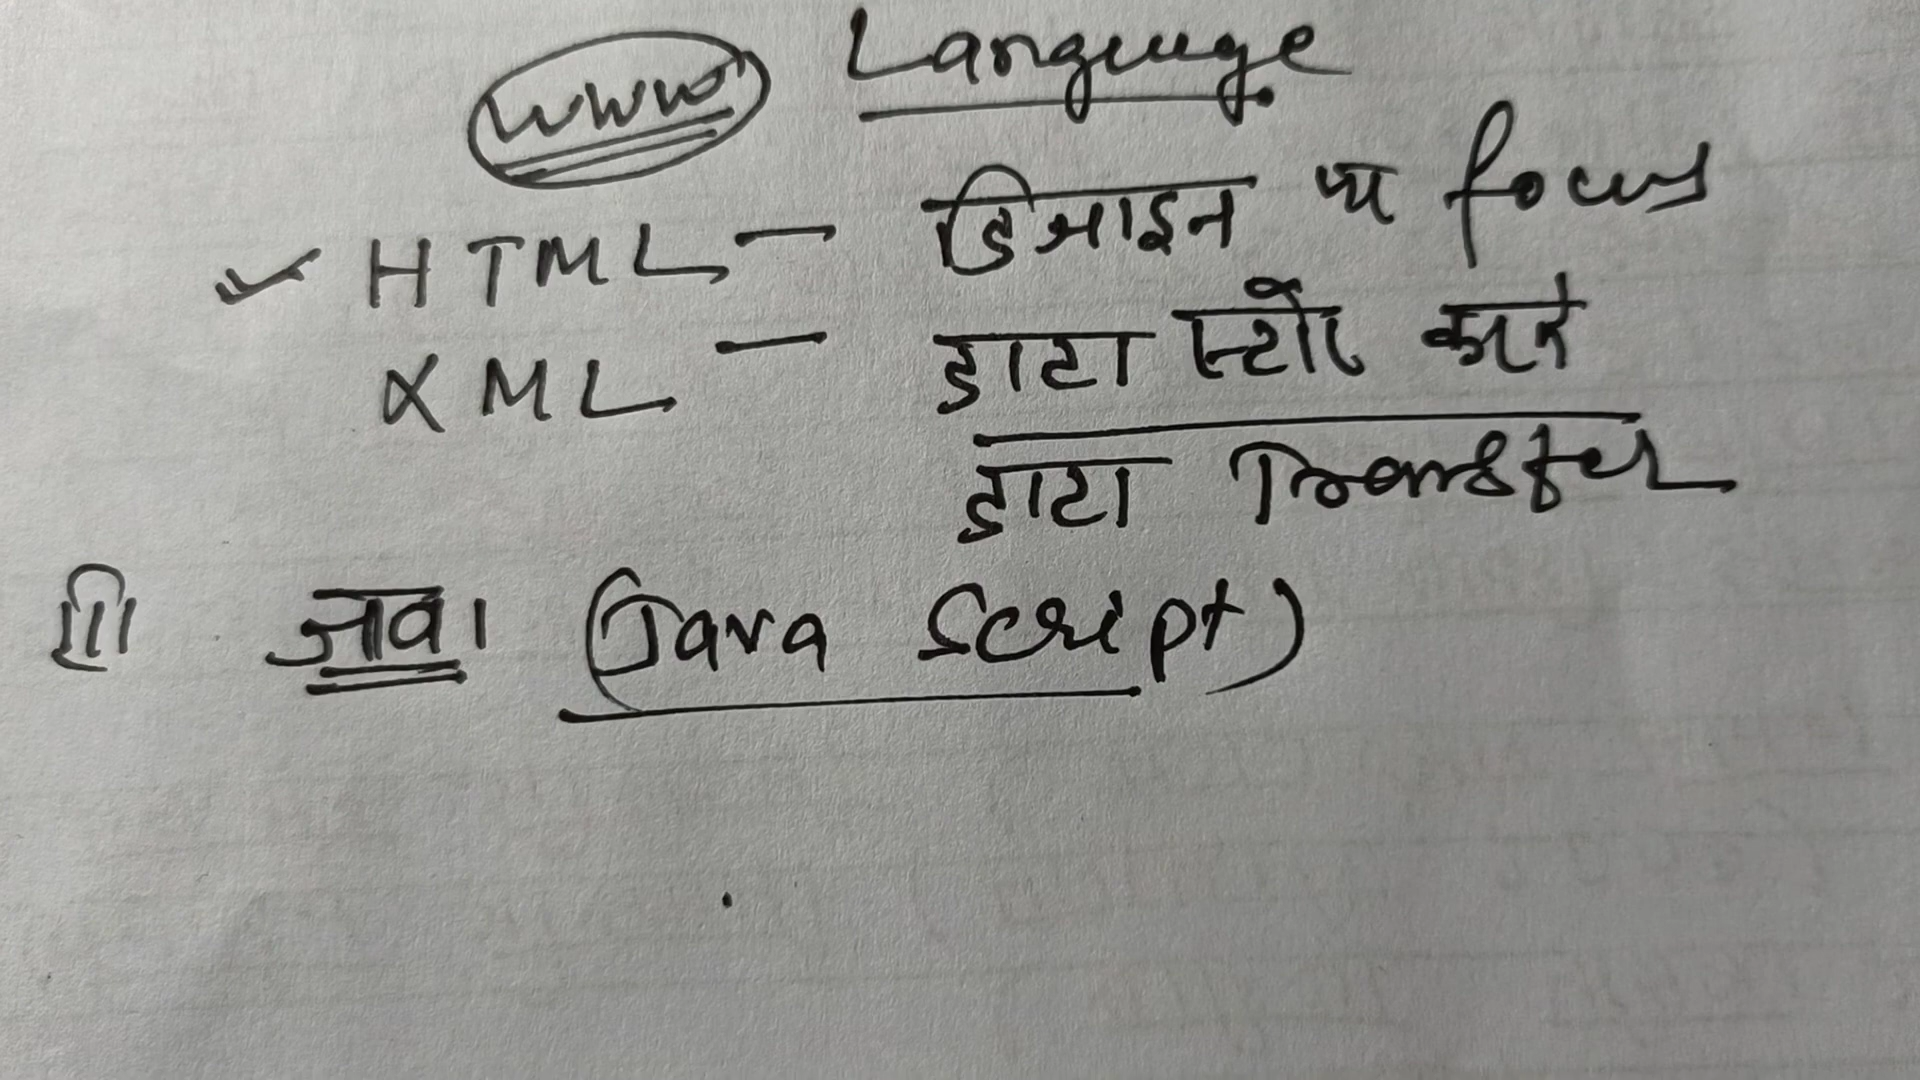 www Language
HTML - डिजाइन पर focus
XML - डाटा स्टोर करने
डाटा Transfer
iii जावा (Java Script)